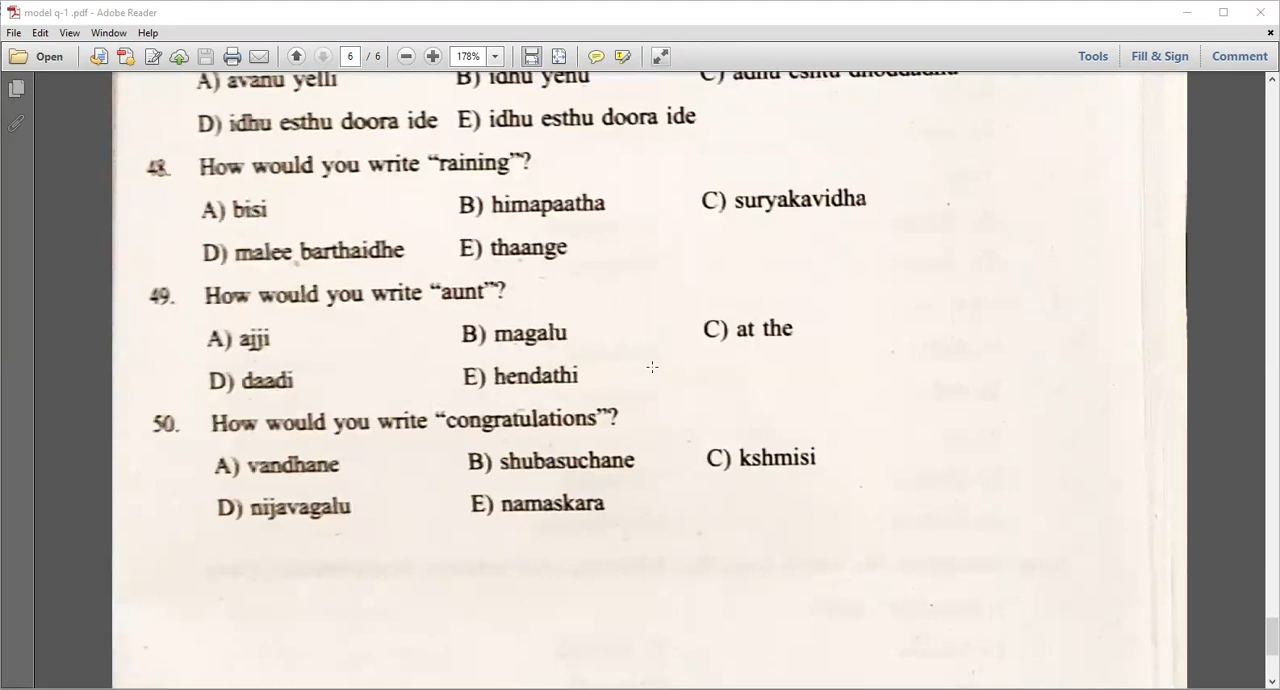 model q-1 .pdf - Adobe Reader
File Edit View Window Help
Open 6 / 6 178% Tools Fill & Sign Comment
A) avanu yelli B) idhu yenu C) adhu eshtu dhoddadhu
D) idhu esthu doora ide E) idhu esthu doora ide
48. How would you write “raining”?
A) bisi B) himapaatha C) suryakavidha
D) malee barthaidhe E) thaange
49. How would you write “aunt”?
A) ajji B) magalu C) at the
D) daadi E) hendathi
50. How would you write “congratulations”?
A) vandhane B) shubasuchane C) kshmisi
D) nijavagalu E) namaskara